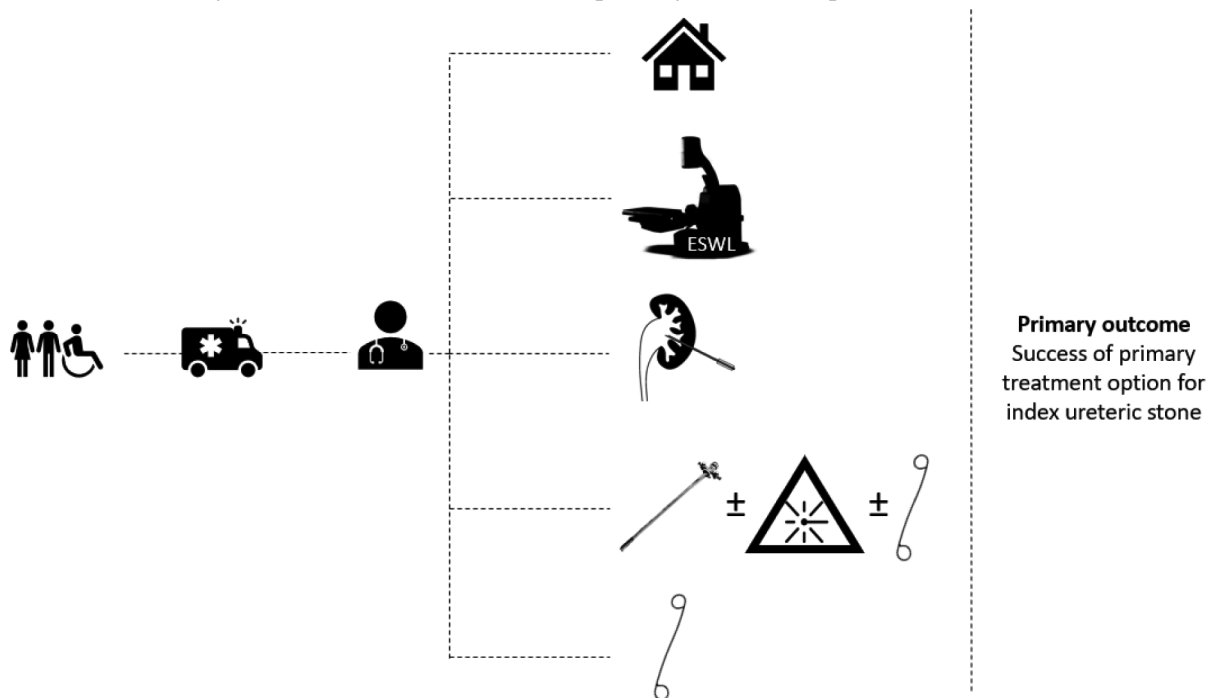 ESWL
Primary outcome
Success of primary
treatment option for
index ureteric stone
± ±